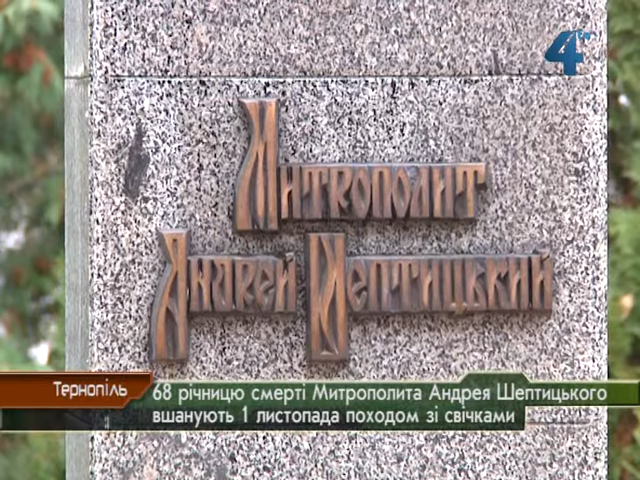 4
Митрополит
Андрей Шептицький
Тернопіль
68 річницю смерті Митрополита Андрея Шептицького
вшанують 1 листопада походом зі свічками